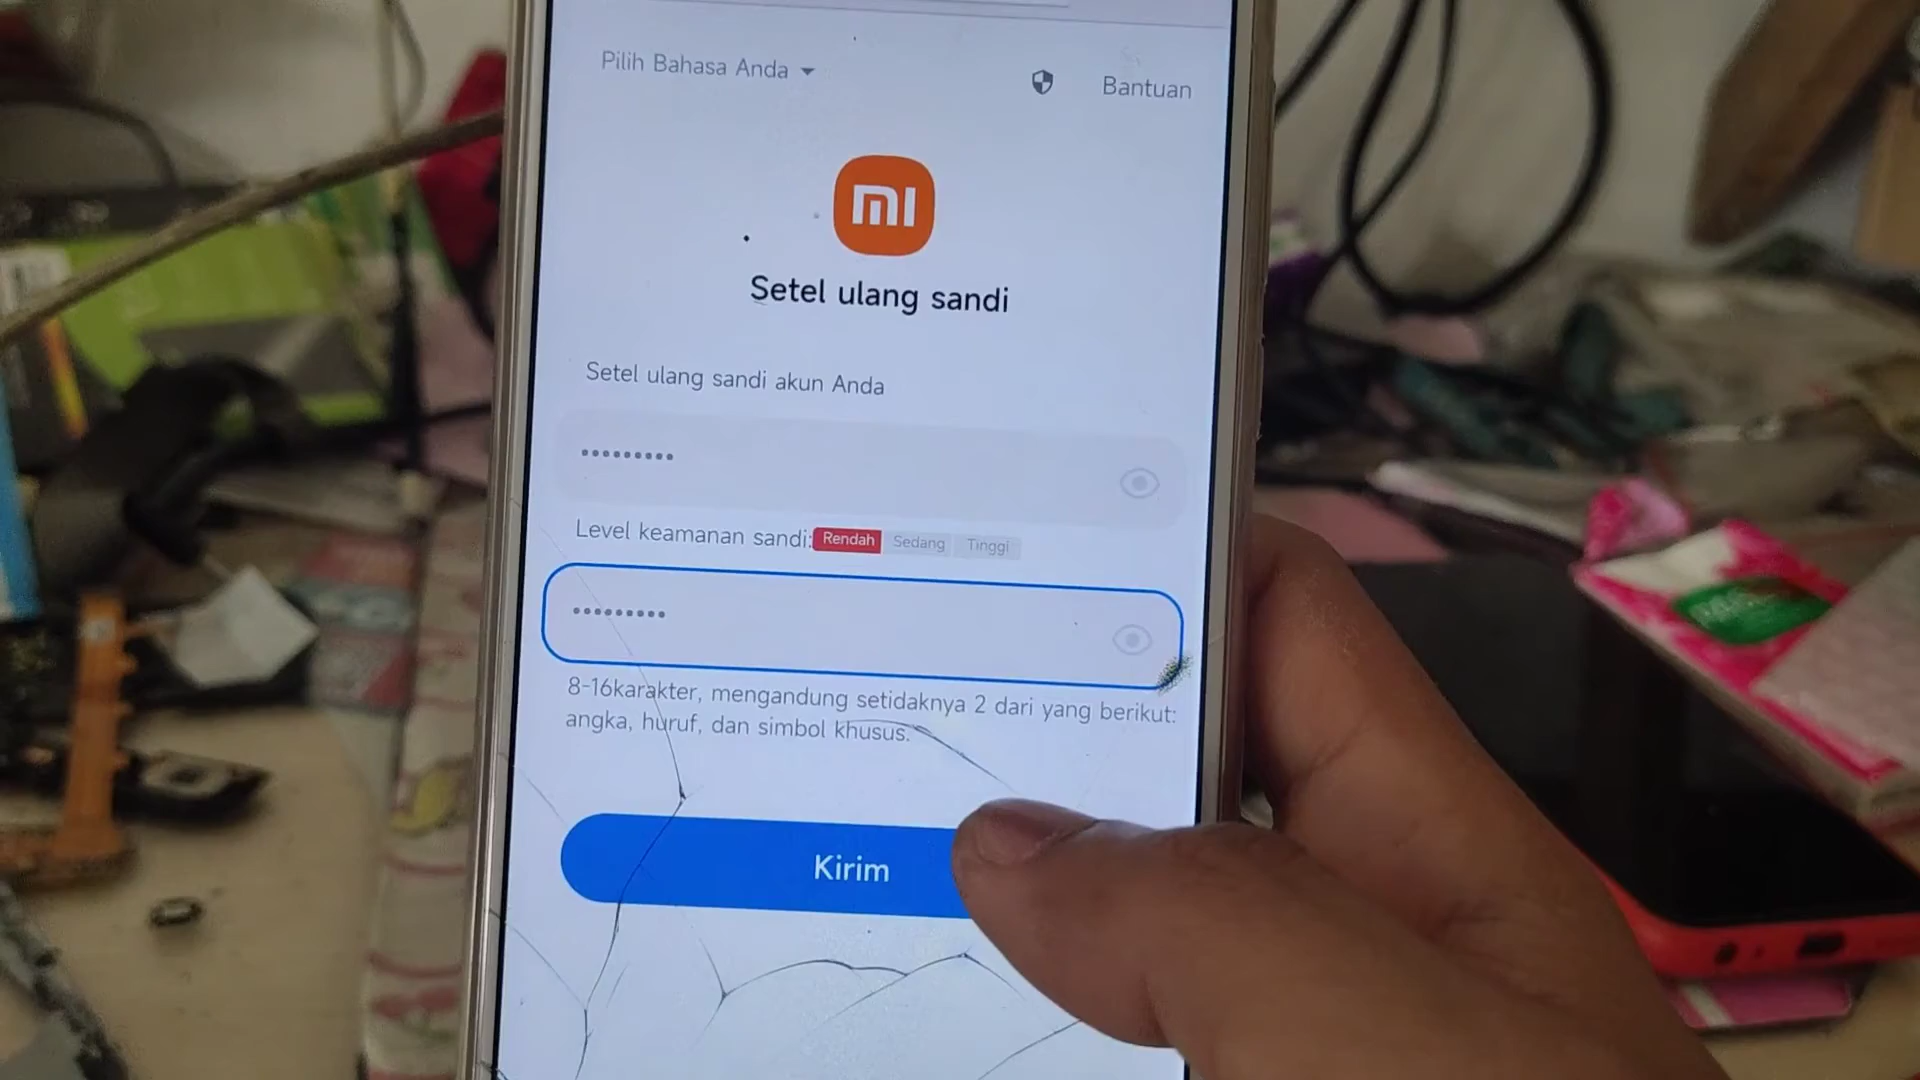 Pilih Bahasa Anda
Bantuan
mi
Setel ulang sandi
Setel ulang sandi akun Anda
Level keamanan sandi: Rendah Sedang Tinggi
8-16karakter, mengandung setidaknya 2 dari yang berikut:
angka, huruf, dan simbol khusus.
Kirim